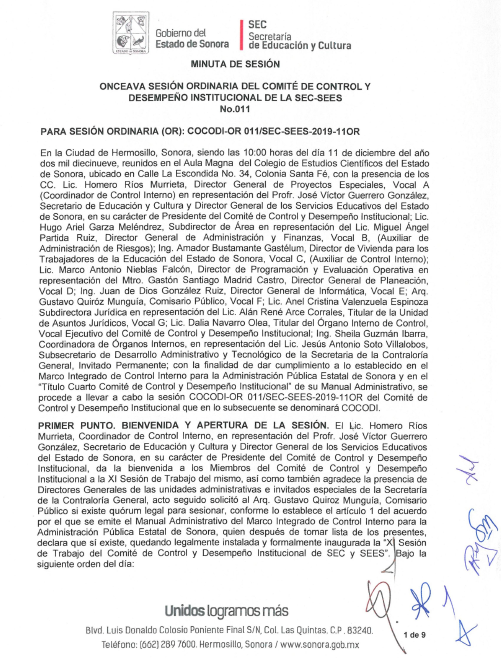 Gobierno del
Estado de Sonora
SEC
Secretaría
de Educación y Cultura
MINUTA DE SESIÓN
ONCEAVA SESIÓN ORDINARIA DEL COMITÉ DE CONTROL Y
DESEMPEÑO INSTITUCIONAL DE LA SEC-SEES
No.011
PARA SESIÓN ORDINARIA (OR): COCODI-OR 011/SEC-SEES-2019-11OR
En la Ciudad de Hermosillo, Sonora, siendo las 10:00 horas del día 11 de diciembre del año
dos mil diecinueve, reunidos en el Aula Magna del Colegio de Estudios Científicos del Estado
de Sonora, ubicado en Calle La Escondida No. 34, Colonia Santa Fé, con la presencia de los
CC. Lic. Homero Ríos Murrieta, Director General de Proyectos Especiales, Vocal A
(Coordinador de Control Interno) en representación del Profr. José Víctor Guerrero González,
Secretario de Educación y Cultura y Director General de los Servicios Educativos del Estado
de Sonora, en su carácter de Presidente del Comité de Control y Desempeño Institucional; Lic.
Hugo Ariel Garza Meléndrez, Subdirector de Área en representación del Lic. Miguel Ángel
Partida Ruiz, Director General de Administración y Finanzas, Vocal B, (Auxiliar de
Administración de Riesgos); Ing. Amador Bustamante Gastélum, Director de Vivienda para los
Trabajadores de la Educación del Estado de Sonora, Vocal C, (Auxiliar de Control Interno);
Lic. Marco Antonio Nieblas Falcón, Director de Programación y Evaluación Operativa en
representación del Mtro. Gastón Santiago Madrid Castro, Director General de Planeación,
Vocal D; Ing. Juan de Dios González Ruiz, Director General de Informática, Vocal E; Arq.
Gustavo Quiróz Munguía, Comisario Público, Vocal F; Lic. Anel Cristina Valenzuela Espinoza
Subdirectora Jurídica en representación del Lic. Alán René Arce Corrales, Titular de la Unidad
de Asuntos Jurídicos, Vocal G; Lic. Dalia Navarro Olea, Titular del Órgano Interno de Control,
Vocal Ejecutivo del Comité de Control y Desempeño Institucional; Ing. Sheila Guzmán Ibarra,
Coordinadora de Órganos Internos, en representación del Lic. Jesús Antonio Soto Villalobos,
Subsecretario de Desarrollo Administrativo y Tecnológico de la Secretaria de la Contraloría
General, Invitado Permanente; con la finalidad de dar cumplimiento a lo establecido en el
Marco Integrado de Control Interno para la Administración Pública Estatal de Sonora y en el
"Título Cuarto Comité de Control y Desempeño Institucional" de su Manual Administrativo, se
procede a llevar a cabo la sesión COCODI-OR 011/SEC-SEES-2019-11OR del Comité de
Control y Desempeño Institucional que en lo subsecuente se denominará COCODI.
PRIMER PUNTO. BIENVENIDA Y APERTURA DE LA SESIÓN. El Lic. Homero Ríos
Murrieta, Coordinador de Control Interno, en representación del Profr. José Víctor Guerrero
González, Secretario de Educación y Cultura y Director General de los Servicios Educativos
del Estado de Sonora, en su carácter de Presidente del Comité de Control y Desempeño
Institucional, da la bienvenida a los Miembros del Comité de Control y Desempeño
Institucional a la XI Sesión de Trabajo del mismo, así como también agradece la presencia de
Directores Generales de las unidades administrativas e invitados especiales de la Secretaría
de la Contraloría General, acto seguido solicitó al Arq. Gustavo Quiroz Munguía, Comisario
Público si existe quórum legal para sesionar, conforme lo establece el artículo 1 del acuerdo
por el que se emite el Manual Administrativo del Marco Integrado de Control Interno para la
Administración Pública Estatal de Sonora, quien después de tomar lista de los presentes,
declara que sí existe, quedando legalmente instalada y formalmente inaugurada la "XI Sesión
de Trabajo del Comité de Control y Desempeño Institucional de SEC y SEES". Bajo la
siguiente orden del día:
Unidos logramos más
Blvd. Luis Donaldo Colosio Poniente Final S/N, Col. Las Quintas. C.P. 83240.
Teléfono: (662) 289 7600. Hermosillo, Sonora / www.sonora.gob.mx
1 de 9